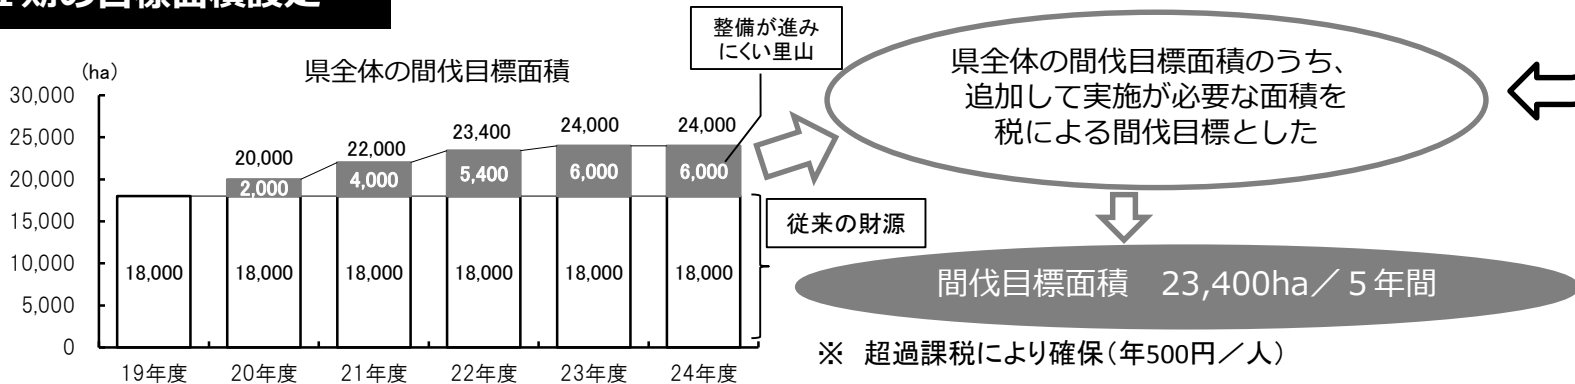 期の目標面積設定
県全体の間伐目標面積
(ha)
30,000
25,000
20,000
15,000
10,000
5,000
0
20,000
22,000
23,400
24,000
24,000
2,000
4,000
5,400
6,000
6,000
18,000
18,000
18,000
18,000
18,000
18,000
19年度
20年度
21年度
22年度
23年度
24年度
整備が進み
にくい里山
従来の財源
県全体の間伐目標面積のうち、
追加して実施が必要な面積を
税による間伐目標とした
間伐目標面積　23,400ha／５年間
※　超過課税により確保（年500円／人）